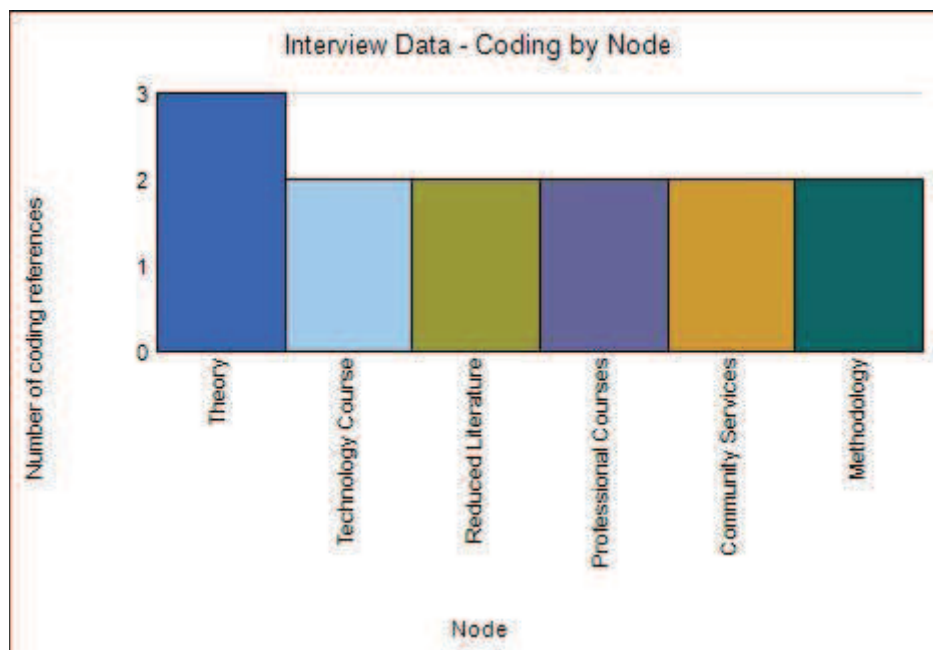 Interview Data - Coding by Node
Number of coding references
3
2
1
0
Theory
Technology Course
Reduced Literature
Professional Courses
Community Services
Methodology
Node